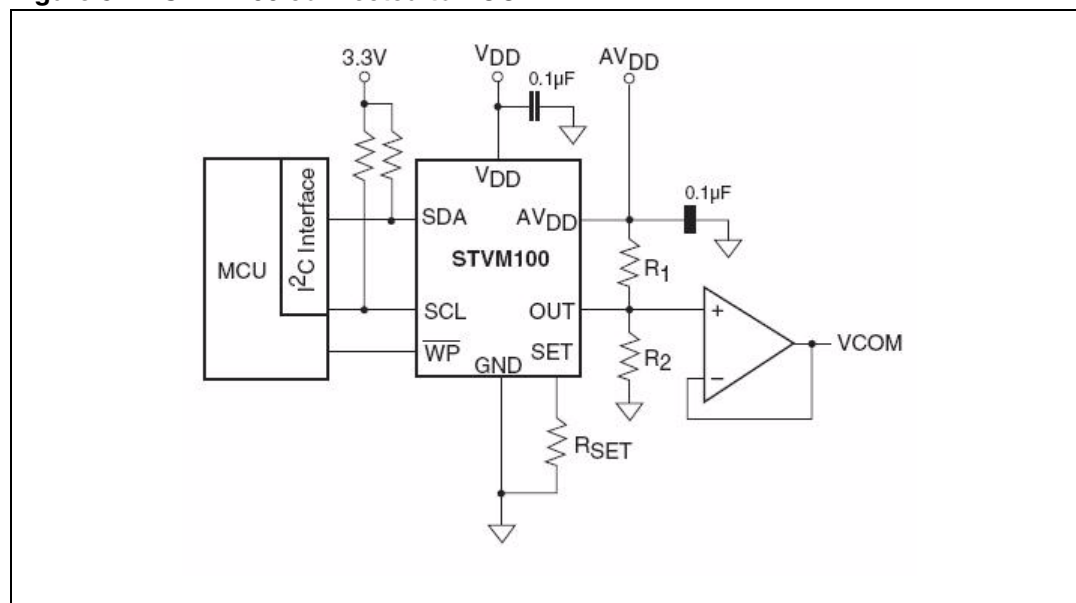 3.3V
VDD
0.1µF
AVDD
VDD
SDA
AVDD
0.1µF
I²C Interface
STVM100
MCU
R1
SCL
OUT
+
VCOM
WP
SET
R2
−
GND
RSET